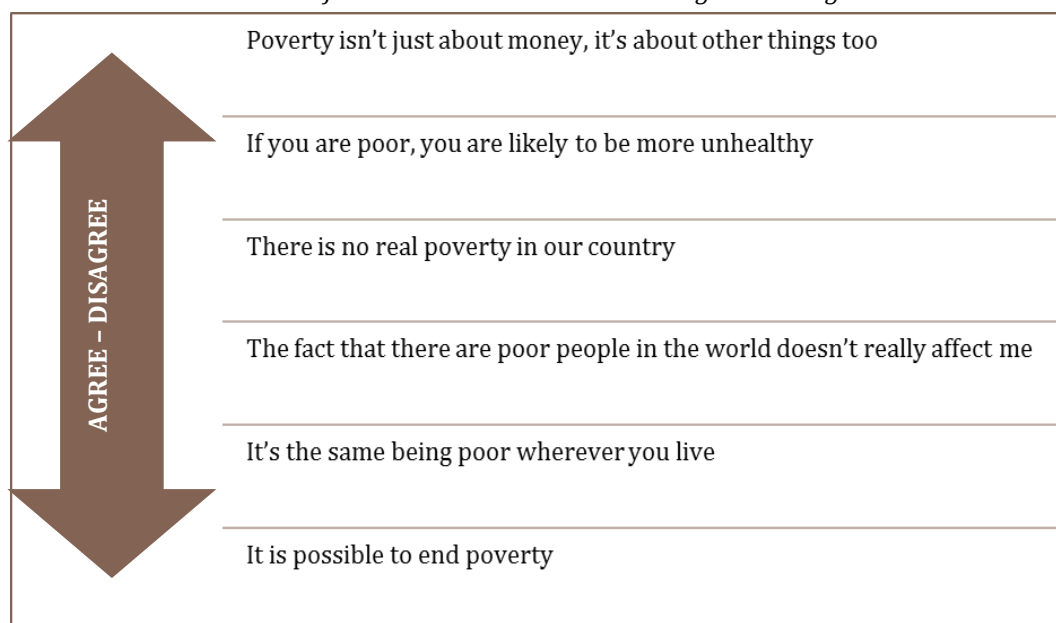 Poverty isn't just about money, it's about other things too
If you are poor, you are likely to be more unhealthy
There is no real poverty in our country
The fact that there are poor people in the world doesn't really affect me
It's the same being poor wherever you live
It is possible to end poverty
AGREE – DISAGREE